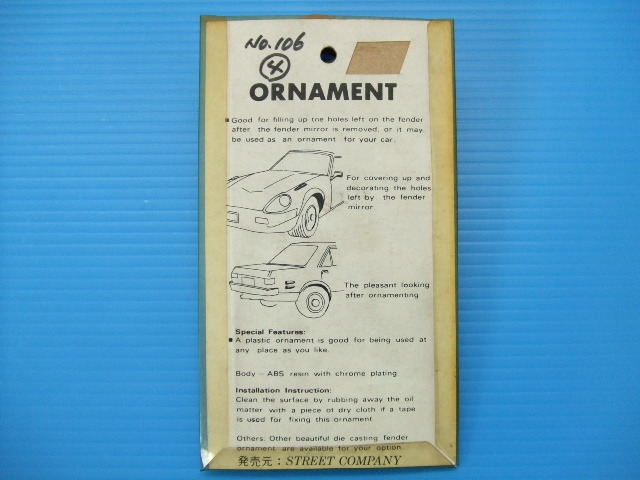 No. 106
4
ORNAMENT
Good for filling up the holes left on the fender
after the fender mirror is removed, or it may
be used as an ornament for your car.
For covering up and
decorating the holes
left by the fender
mirror.
The pleasant looking
after ornamenting
Special Features:
A plastic ornament is good for being used at
any place as you like.
Body - ABS resin with chrome plating
Installation Instruction:
Clean the surface by rubbing away the oil
matter with a piece of dry cloth if a tape
is used for fixing this ornament
Others: Other beautiful die casting fender
ornament are available for your option.
発売元：STREET COMPANY